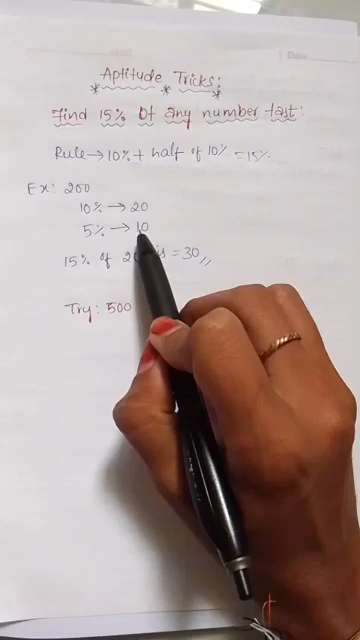 Date
Aptitude Tricks:
Find 15% Of any number fast:
Rule → 10% + half of 10% = 15%
Ex: 200
10% → 20
5% → 10
15% of is = 30 //
Try: 500